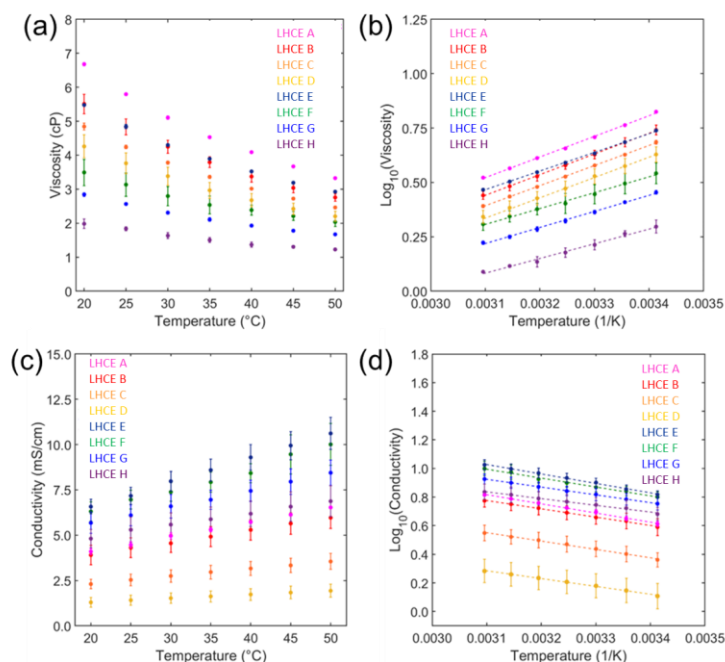 (a)
7
6
5
4
3
2
1
0
Viscosity (cP)
20 25 30 35 40 45 50
Temperature (°C)
LHCE A
LHCE B
LHCE C
LHCE D
LHCE E
LHCE F
LHCE G
LHCE H
(b)
1.25
1.00
0.75
0.50
0.25
0.00
Log10(Viscosity)
0.0030 0.0031 0.0032 0.0033 0.0034 0.0035
Temperature (1/K)
LHCE A
LHCE B
LHCE C
LHCE D
LHCE E
LHCE F
LHCE G
LHCE H
(c)
15.0
12.5
10.0
7.5
5.0
2.5
0.0
Conductivity (mS/cm)
20 25 30 35 40 45 50
Temperature (°C)
LHCE A
LHCE B
LHCE C
LHCE D
LHCE E
LHCE F
LHCE G
LHCE H
(d)
1.8
1.6
1.4
1.2
1.0
0.8
0.6
0.4
0.2
0.0
Log10(Conductivity)
0.0030 0.0031 0.0032 0.0033 0.0034 0.0035
Temperature (1/K)
LHCE A
LHCE B
LHCE C
LHCE D
LHCE E
LHCE F
LHCE G
LHCE H